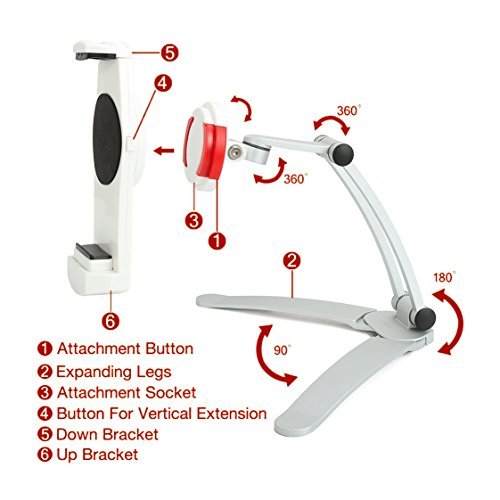 5
4
360°
360°
3
1
2
180°
90°
6
1 Attachment Button
2 Expanding Legs
3 Attachment Socket
4 Button For Vertical Extension
5 Down Bracket
6 Up Bracket